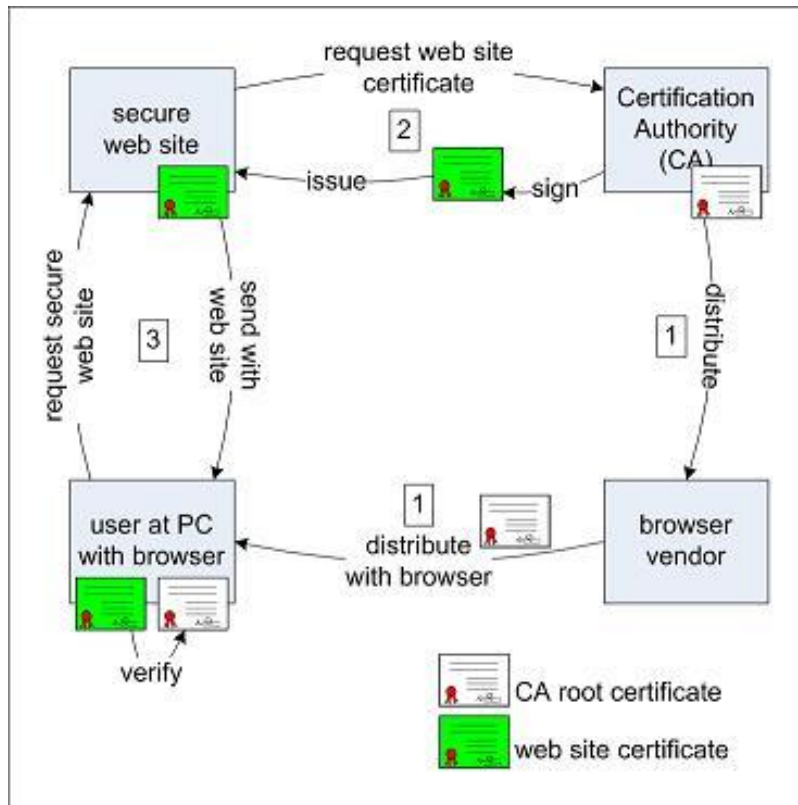 request web site
certificate
secure
web site
Certification
Authority
(CA)
2
issue
sign
request secure
web site
3
send with
web site
1
distribute
user at PC
with browser
1
distribute
with browser
browser
vendor
verify
CA root certificate
web site certificate